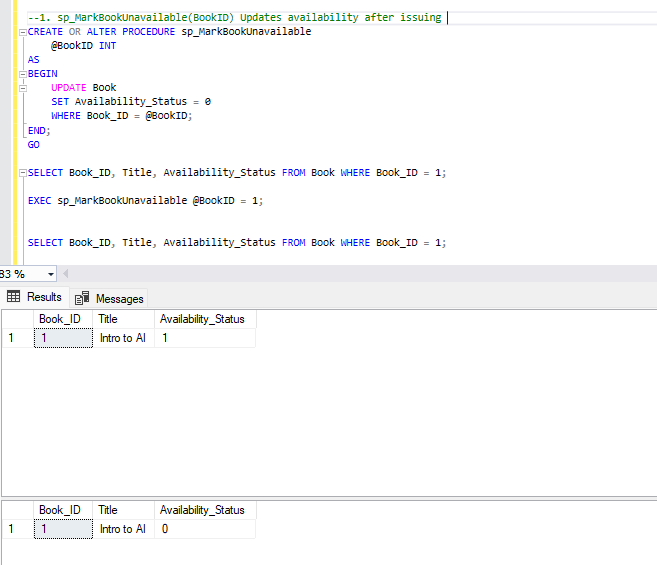 --1. sp_MarkBookUnavailable(BookID) Updates availability after issuing
CREATE OR ALTER PROCEDURE sp_MarkBookUnavailable
@BookID INT
AS
BEGIN
UPDATE Book
SET Availability_Status = 0
WHERE Book_ID = @BookID;
END;
GO
SELECT Book_ID, Title, Availability_Status FROM Book WHERE Book_ID = 1;
EXEC sp_MarkBookUnavailable @BookID = 1;
SELECT Book_ID, Title, Availability_Status FROM Book WHERE Book_ID = 1;
83 %
Results Messages
Book_ID Title Availability_Status
1 1 Intro to AI 1
Book_ID Title Availability_Status
1 1 Intro to AI 0